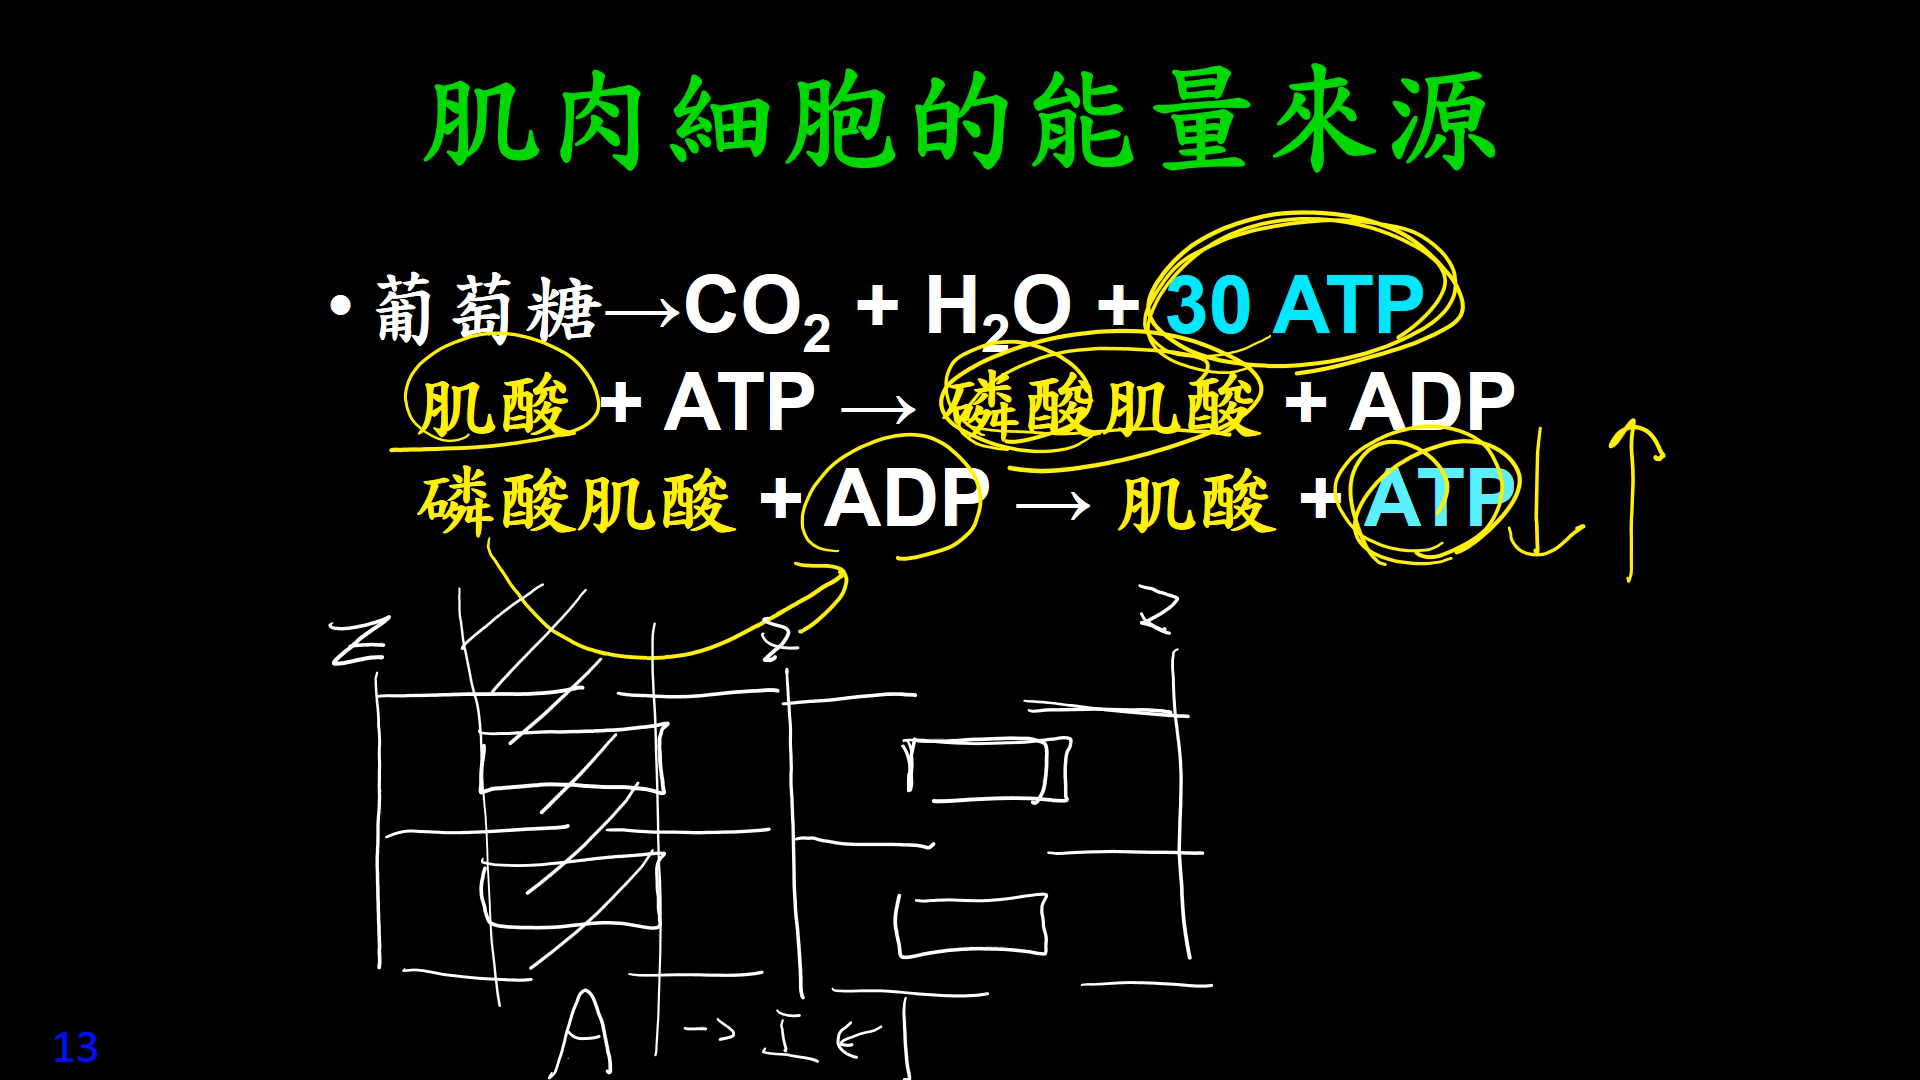 肌肉細胞的能量來源
• 葡萄糖→CO₂ + H₂O + 30 ATP
肌酸 + ATP → 磷酸肌酸 + ADP
磷酸肌酸 + ADP → 肌酸 + ATP
Z Z Z
A → I ←
13